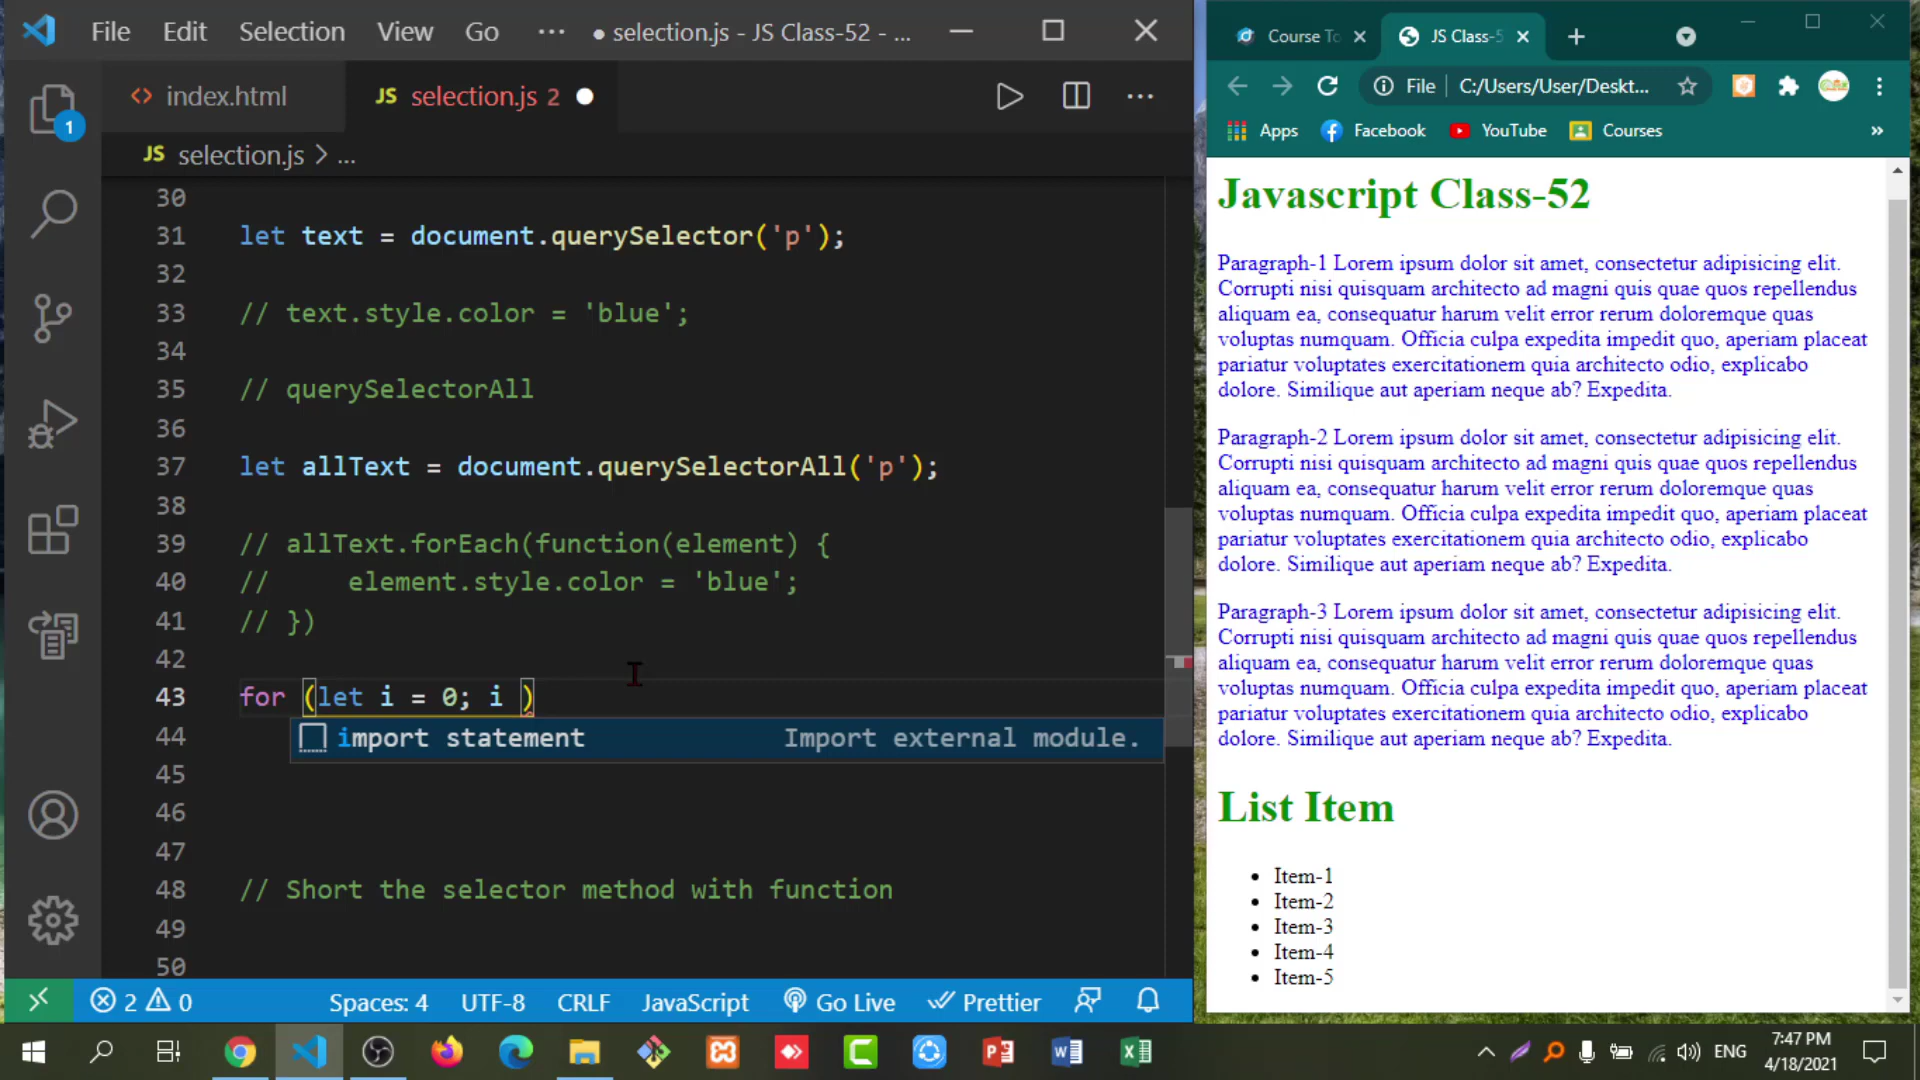 File Edit Selection View Go ··· ● selection.js - JS Class-52 - ...
index.html JS selection.js 2
JS selection.js > ...
1
30
31 let text = document.querySelector('p');
32
33 // text.style.color = 'blue';
34
35 // querySelectorAll
36
37 let allText = document.querySelectorAll('p');
38
39 // allText.forEach(function(element) {
40 // element.style.color = 'blue';
41 // })
42
43 for (let i = 0; i )
44
import statement Import external module.
45
46
47
48 // Short the selector method with function
49
50
2 0 Spaces: 4 UTF-8 CRLF JavaScript Go Live Prettier
Course To JS Class-5
File C:/Users/User/Deskt...
Apps Facebook YouTube Courses »
Javascript Class-52
Paragraph-1 Lorem ipsum dolor sit amet, consectetur adipisicing elit.
Corrupti nisi quisquam architecto ad magni quis quae quos repellendus
aliquam ea, consequatur harum velit error rerum doloremque quas
voluptas numquam. Officia culpa expedita impedit quo, aperiam placeat
pariatur voluptates exercitationem quia architecto odio, explicabo
dolore. Similique aut aperiam neque ab? Expedita.
Paragraph-2 Lorem ipsum dolor sit amet, consectetur adipisicing elit.
Corrupti nisi quisquam architecto ad magni quis quae quos repellendus
aliquam ea, consequatur harum velit error rerum doloremque quas
voluptas numquam. Officia culpa expedita impedit quo, aperiam placeat
pariatur voluptates exercitationem quia architecto odio, explicabo
dolore. Similique aut aperiam neque ab? Expedita.
Paragraph-3 Lorem ipsum dolor sit amet, consectetur adipisicing elit.
Corrupti nisi quisquam architecto ad magni quis quae quos repellendus
aliquam ea, consequatur harum velit error rerum doloremque quas
voluptas numquam. Officia culpa expedita impedit quo, aperiam placeat
pariatur voluptates exercitationem quia architecto odio, explicabo
dolore. Similique aut aperiam neque ab? Expedita.
List Item
• Item-1
• Item-2
• Item-3
• Item-4
• Item-5
ENG 7:47 PM
4/18/2021